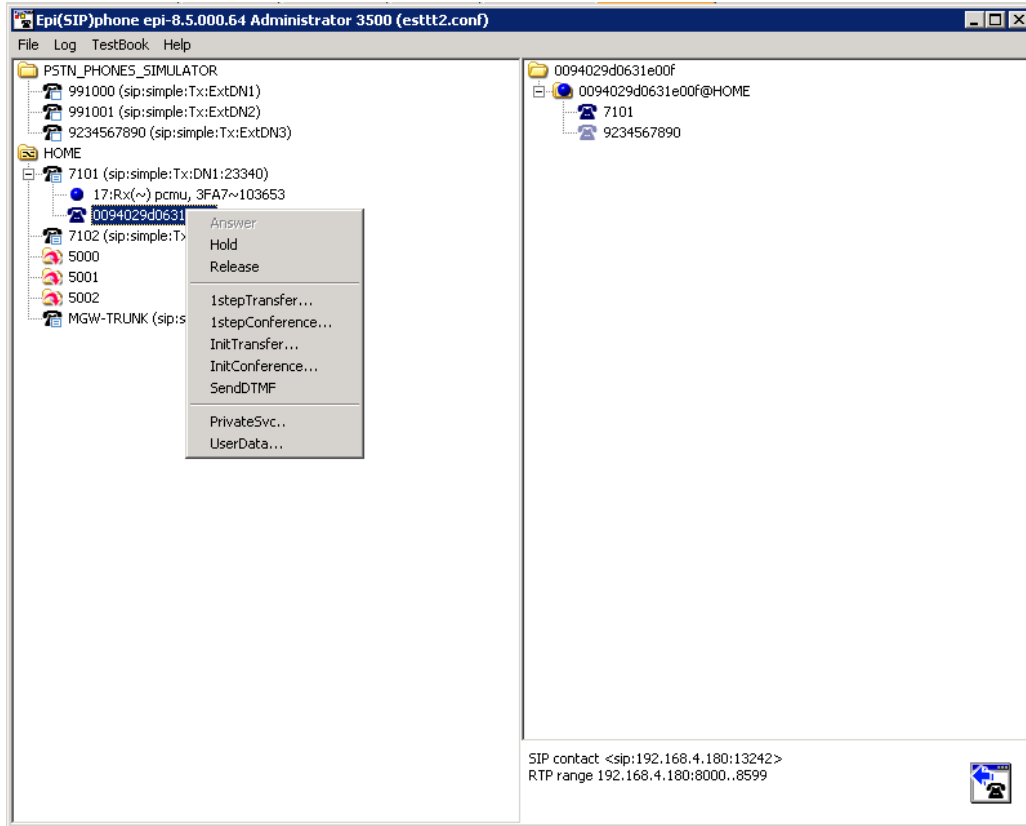 Epi(SIP)phone epi-8.5.000.64 Administrator 3500 (esttt2.conf)
File Log TestBook Help
PSTN_PHONES_SIMULATOR
991000 (sip:simple:Tx:ExtDN1)
991001 (sip:simple:Tx:ExtDN2)
9234567890 (sip:simple:Tx:ExtDN3)
HOME
7101 (sip:simple:Tx:DN1:23340)
17:Rx(~) pcmu, 3FA7~103653
0094029d0631
7102 (sip:simple:Tx
5000
5001
5002
MGW-TRUNK (sip:s
Answer
Hold
Release
1stepTransfer...
1stepConference...
InitTransfer...
InitConference...
SendDTMF
PrivateSvc..
UserData...
0094029d0631e00f
0094029d0631e00f@HOME
7101
9234567890
SIP contact <sip:192.168.4.180:13242>
RTP range 192.168.4.180:8000..8599